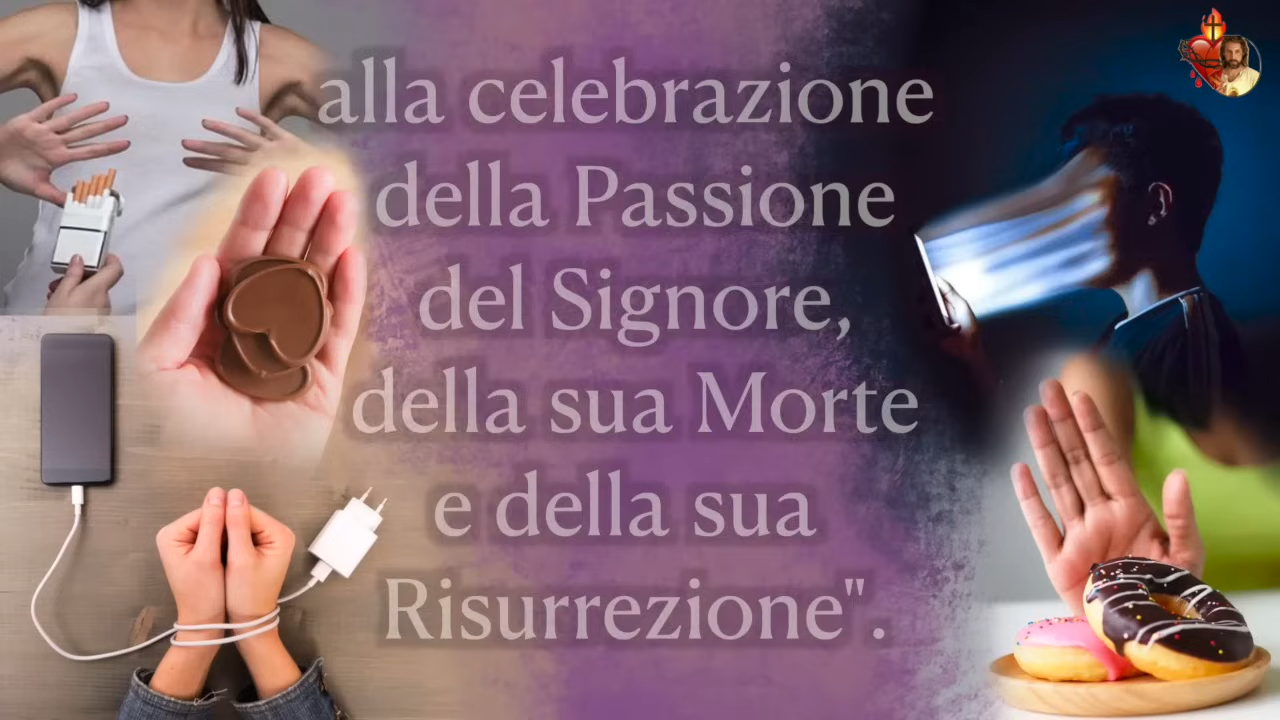 alla celebrazione
della Passione
del Signore,
della sua Morte
e della sua
Risurrezione".